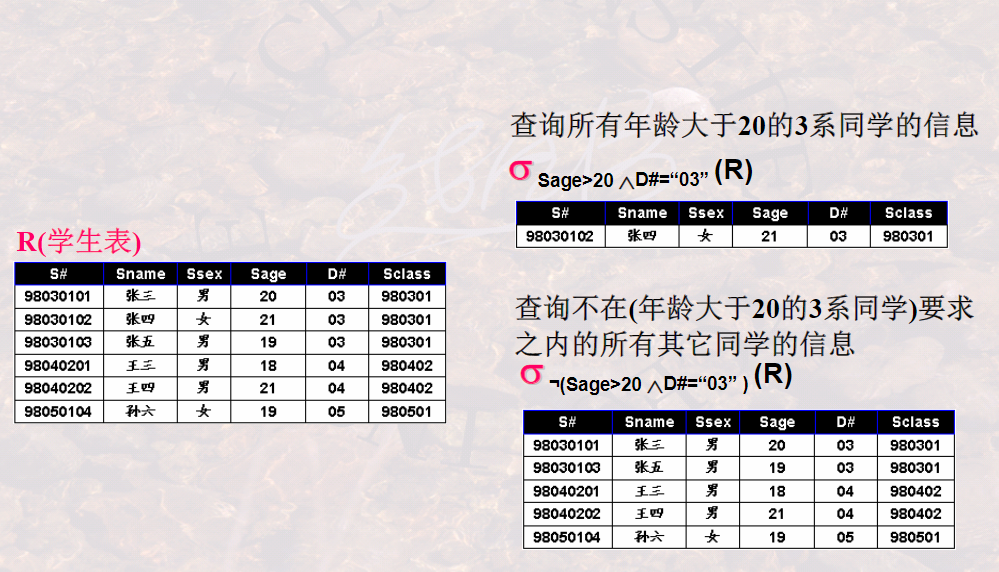 R(学生表)
S# Sname Ssex Sage D# Sclass
98030101 张三 男 20 03 980301
98030102 张四 女 21 03 980301
98030103 张五 男 19 03 980301
98040201 王三 男 18 04 980402
98040202 王四 男 21 04 980402
98050104 孙六 女 19 05 980501
查询所有年龄大于20的3系同学的信息
σ Sage>20 ∧D#=“03” (R)
S# Sname Ssex Sage D# Sclass
98030102 张四 女 21 03 980301
查询不在(年龄大于20的3系同学)要求
之内的所有其它同学的信息
σ ¬(Sage>20 ∧D#=“03” ) (R)
S# Sname Ssex Sage D# Sclass
98030101 张三 男 20 03 980301
98030103 张五 男 19 03 980301
98040201 王三 男 18 04 980402
98040202 王四 男 21 04 980402
98050104 孙六 女 19 05 980501